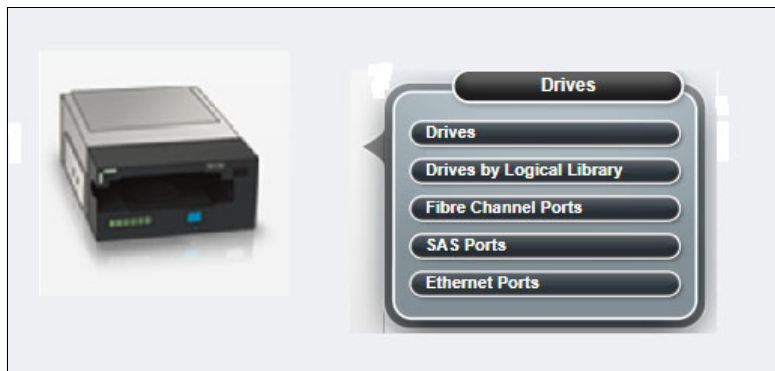 Drives
Drives
Drives by Logical Library
Fibre Channel Ports
SAS Ports
Ethernet Ports